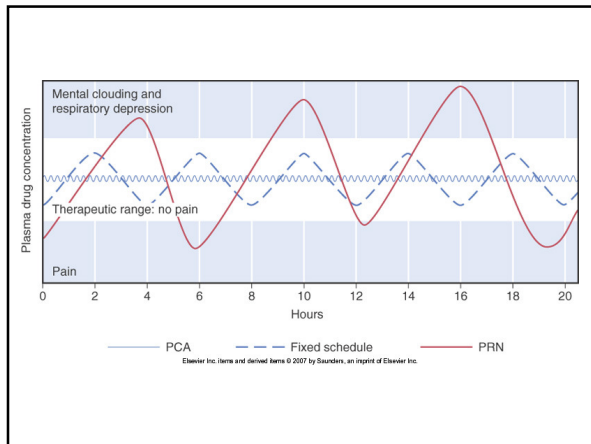 Mental clouding and
respiratory depression
Plasma drug concentration
Therapeutic range: no pain
Pain
0 2 4 6 8 10 12 14 16 18 20
Hours
PCA Fixed schedule PRN
Elsevier Inc. items and derived items © 2007 by Saunders, an imprint of Elsevier Inc.